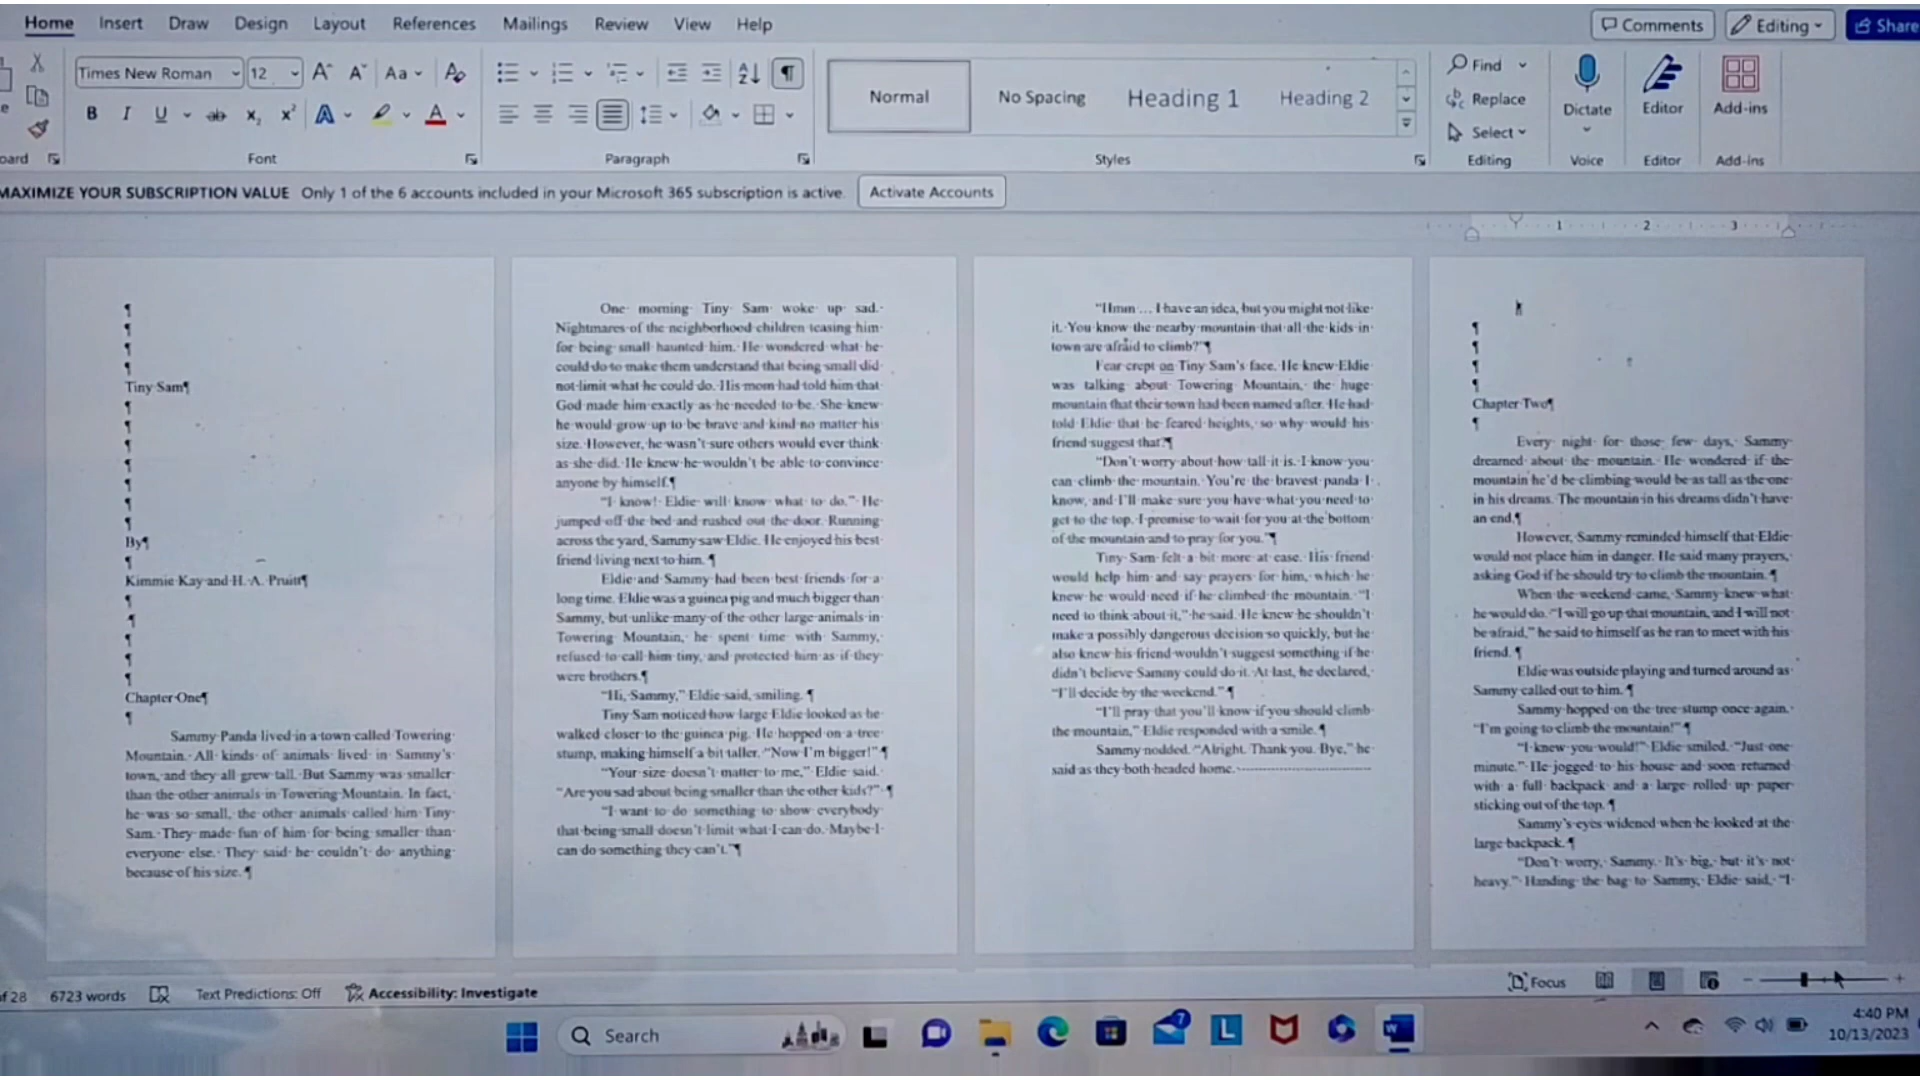 Home Insert Draw Design Layout References Mailings Review View Help Comments Editing Share
Times New Roman 12 Aa
Normal No Spacing Heading 1 Heading 2
Find
Replace
Select
Dictate Editor Add-ins
B I U ab x₂ x² A A
Font Paragraph Styles Editing Voice Editor Add-ins
MAXIMIZE YOUR SUBSCRIPTION VALUE Only 1 of the 6 accounts included in your Microsoft 365 subscription is active. Activate Accounts
1 2 3
Tiny Sam
By
Kimmie Kay and H. A. Pruitt
Chapter One
Sammy Panda lived in a town called Towering
Mountain. All kinds of animals lived in Sammy's
town, and they all grew tall. But Sammy was smaller
than the other animals in Towering Mountain. In fact,
he was so small, the other animals called him Tiny
Sam. They made fun of him for being smaller than
everyone else. They said he couldn't do anything
because of his size.
One morning Tiny Sam woke up sad.
Nightmares of the neighborhood children teasing him
for being small haunted him. He wondered what he
could do to make them understand that being small did
not limit what he could do. His mom had told him that
God made him exactly as he needed to be. She knew
he would grow up to be brave and kind no matter his
size. However, he wasn't sure others would ever think
as she did. He knew he wouldn't be able to convince
anyone by himself.
"I know! Eldie will know what to do." He
jumped off the bed and rushed out the door. Running
across the yard, Sammy saw Eldie. He enjoyed his best
friend living next to him.
Eldie and Sammy had been best friends for a
long time. Eldie was a guinea pig and much bigger than
Sammy, but unlike many of the other large animals in
Towering Mountain, he spent time with Sammy,
refused to call him tiny, and protected him as if they
were brothers.
"Hi, Sammy," Eldie said, smiling.
Tiny Sam noticed how large Eldie looked as he
walked closer to the guinea pig. He hopped on a tree
stump, making himself a bit taller. "Now I'm bigger!"
"Your size doesn't matter to me," Eldie said.
"Are you sad about being smaller than the other kids?"
"I want to do something to show everybody
that being small doesn't limit what I can do. Maybe I
can do something they can't."
"Hmm … I have an idea, but you might not like
it. You know the nearby mountain that all the kids in
town are afraid to climb?"
Fear crept on Tiny Sam's face. He knew Eldie
was talking about Towering Mountain, the huge
mountain that their town had been named after. He had
told Eldie that he feared heights, so why would his
friend suggest that?
"Don't worry about how tall it is. I know you
can climb the mountain. You're the bravest panda I
know, and I'll make sure you have what you need to
get to the top. I promise to wait for you at the bottom
of the mountain and to pray for you."
Tiny Sam felt a bit more at ease. His friend
would help him and say prayers for him, which he
knew he would need if he climbed the mountain. "I
need to think about it," he said. He knew he shouldn't
make a possibly dangerous decision so quickly, but he
also knew his friend wouldn't suggest something if he
didn't believe Sammy could do it. At last, he declared,
"I'll decide by the weekend."
"I'll pray that you'll know if you should climb
the mountain," Eldie responded with a smile.
Sammy nodded. "Alright. Thank you. Bye," he
said as they both headed home.
Chapter Two
Every night for those few days, Sammy
dreamed about the mountain. He wondered if the
mountain he'd be climbing would be as tall as the one
in his dreams. The mountain in his dreams didn't have
an end.
However, Sammy reminded himself that Eldie
would not place him in danger. He said many prayers,
asking God if he should try to climb the mountain.
When the weekend came, Sammy knew what
he would do. "I will go up that mountain, and I will not
be afraid," he said to himself as he ran to meet with his
friend.
Eldie was outside playing and turned around as
Sammy called out to him.
Sammy hopped on the tree stump once again.
"I'm going to climb the mountain!"
"I knew you would!" Eldie smiled. "Just one
minute." He jogged to his house and soon returned
with a full backpack and a large rolled up paper
sticking out of the top.
Sammy's eyes widened when he looked at the
large backpack.
"Don't worry, Sammy. It's big, but it's not
heavy." Handing the bag to Sammy, Eldie said, "I
of 28 6723 words Text Predictions: Off Accessibility: Investigate Focus
Search
7
4:40 PM
10/13/2023